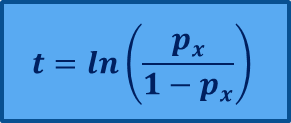 t = ln(pₓ / (1 − pₓ))